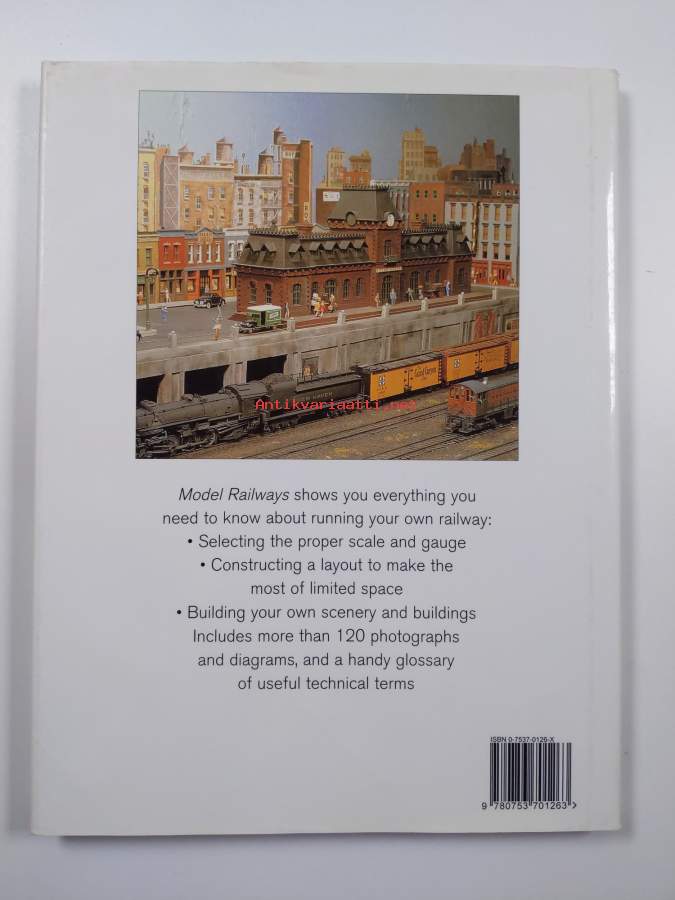 HAVEN
Grand Canyon
Antikvariaatti.net
Model Railways shows you everything you
need to know about running your own railway:
• Selecting the proper scale and gauge
• Constructing a layout to make the
most of limited space
• Building your own scenery and buildings
Includes more than 120 photographs
and diagrams, and a handy glossary
of useful technical terms
ISBN 0-7537-0126-X
9 780753 701263 >